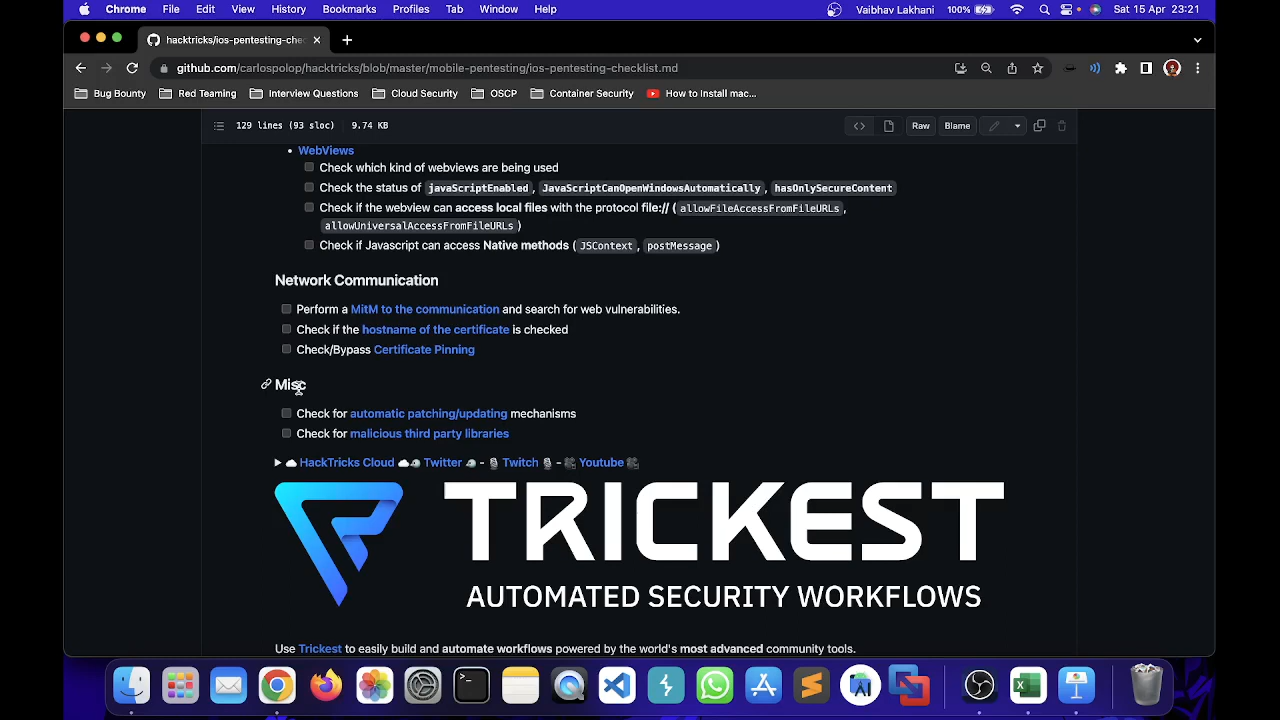 Chrome File Edit View History Bookmarks Profiles Tab Window Help Vaibhav Lakhani 100% Sat 15 Apr 23:21
hacktricks/ios-pentesting-che
github.com/carlospolop/hacktricks/blob/master/mobile-pentesting/ios-pentesting-checklist.md
Bug Bounty Red Teaming Interview Questions Cloud Security OSCP Container Security How to Install mac...
129 lines (93 sloc) 9.74 KB Raw Blame
WebViews
Check which kind of webviews are being used
Check the status of javaScriptEnabled, JavaScriptCanOpenWindowsAutomatically, hasOnlySecureContent
Check if the webview can access local files with the protocol file:// (allowFileAccessFromFileURLs,
allowUniversalAccessFromFileURLs)
Check if Javascript can access Native methods (JSContext, postMessage)
Network Communication
Perform a MitM to the communication and search for web vulnerabilities.
Check if the hostname of the certificate is checked
Check/Bypass Certificate Pinning
Misc
Check for automatic patching/updating mechanisms
Check for malicious third party libraries
HackTricks Cloud Twitter - Twitch - Youtube
TRICKEST
AUTOMATED SECURITY WORKFLOWS
Use Trickest to easily build and automate workflows powered by the world's most advanced community tools.